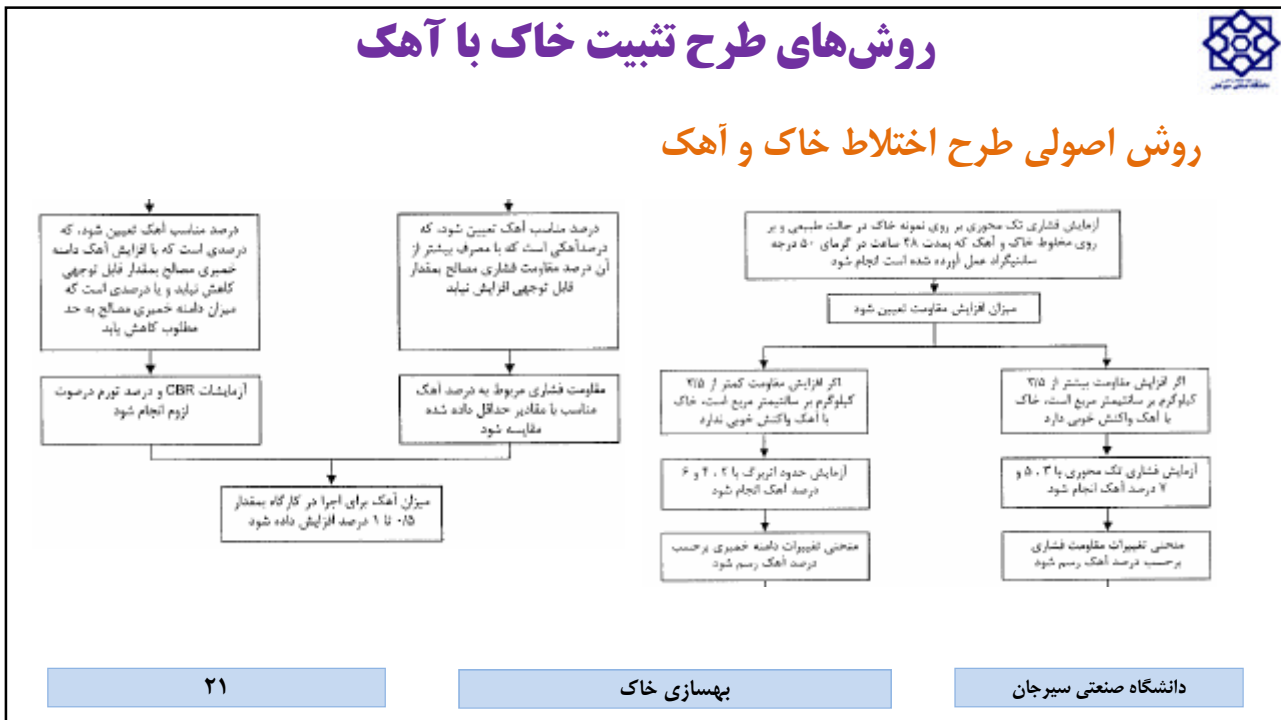 روش‌های طرح تثبیت خاک با آهک
دانشگاه صنعتی سیرجان
روش اصولی طرح اختلاط خاک و آهک
آزمایش فشاری تک محوری بر روی نمونه خاک در حالت طبیعی و بر
روی مخلوط خاک و آهک که بمدت ۴۸ ساعت در گرمای ۵۰ درجه
سانتیگراد عمل آورده شده است انجام شود
میزان افزایش مقاومت تعیین شود
اگر افزایش مقاومت بیشتر از ۳/۵
کیلوگرم بر سانتیمتر مربع است، خاک
با آهک واکنش خوبی دارد
آزمایش فشاری تک محوری با ۳، ۵ و
۷ درصد آهک انجام شود
منحنی تغییرات مقاومت فشاری
برحسب درصد آهک رسم شود
اگر افزایش مقاومت کمتر از ۳/۵
کیلوگرم بر سانتیمتر مربع است، خاک
با آهک واکنش خوبی ندارد
آزمایش حدود اتربرگ با ۲، ۴ و ۶
درصد آهک انجام شود
منحنی تغییرات دامنه خمیری برحسب
درصد آهک رسم شود
درصد مناسب آهک تعیین شود، که
درصدآهکی است که با مصرف بیشتر از
آن درصد مقاومت فشاری مصالح بمقدار
قابل توجهی افزایش نیابد
مقاومت فشاری مربوط به درصد آهک
مناسب با مقادیر حداقل داده شده
مقایسه شود
درصد مناسب آهک تعیین شود، که
درصدی است که با افزایش آهک دامنه
خمیری مصالح بمقدار قابل توجهی
کاهش نیابد و یا درصدی است که
میزان دامنه خمیری مصالح به حد
مطلوب کاهش یابد
آزمایشات CBR و درصد تورم درصوت
لزوم انجام شود
میزان آهک برای اجرا در کارگاه بمقدار
۰/۵ تا ۱ درصد افزایش داده شود
دانشگاه صنعتی سیرجان
بهسازی خاک
۲۱